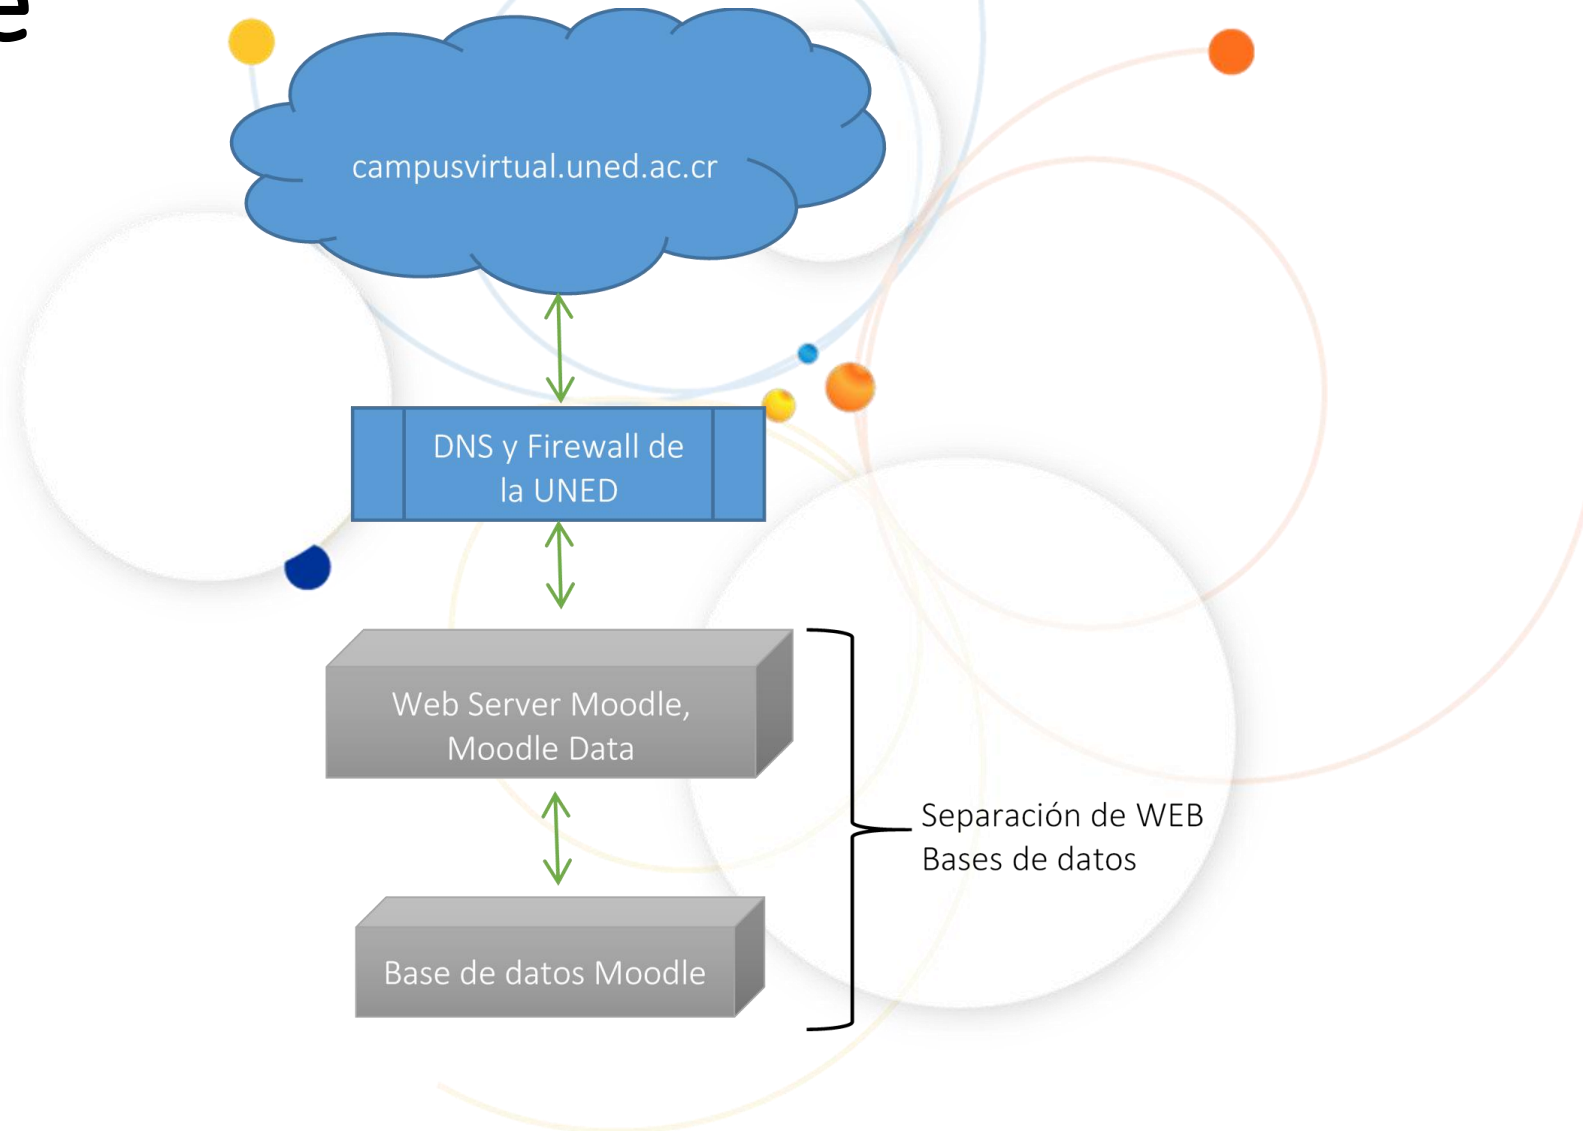 campusvirtual.uned.ac.cr
DNS y Firewall de
la UNED
Web Server Moodle,
Moodle Data
Separación de WEB
Bases de datos
Base de datos Moodle